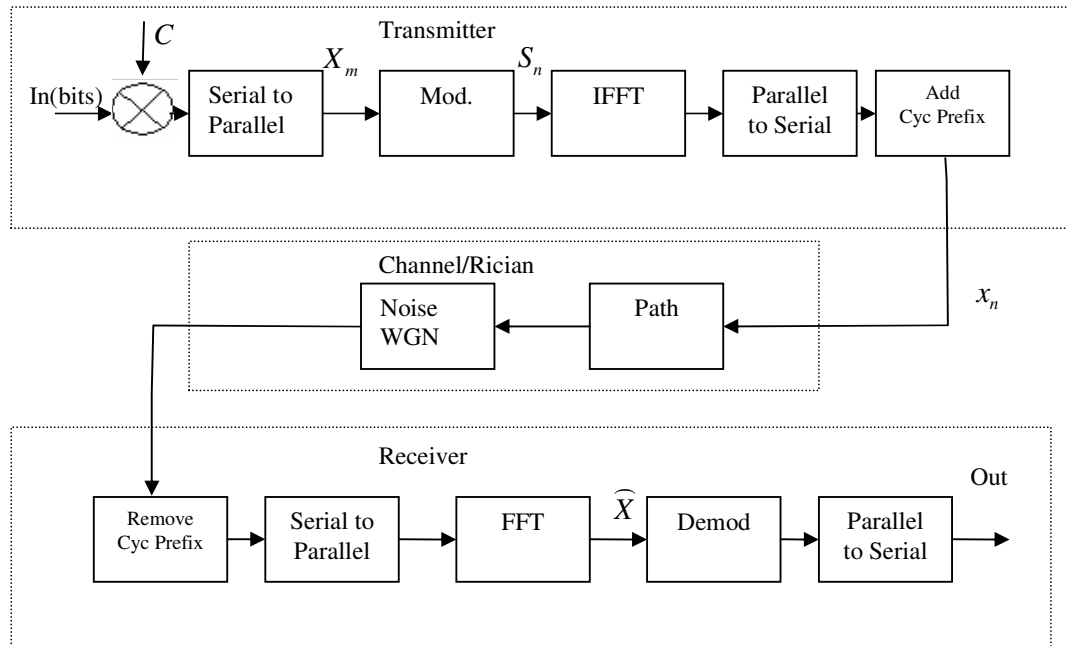 Transmitter
C
In(bits)
Serial to
Parallel
X_m
Mod.
S_n
IFFT
Parallel
to Serial
Add
Cyc Prefix
x_n
Channel/Rician
Noise
WGN
Path
Receiver
Remove
Cyc Prefix
Serial to
Parallel
FFT
X̂
Demod
Parallel
to Serial
Out